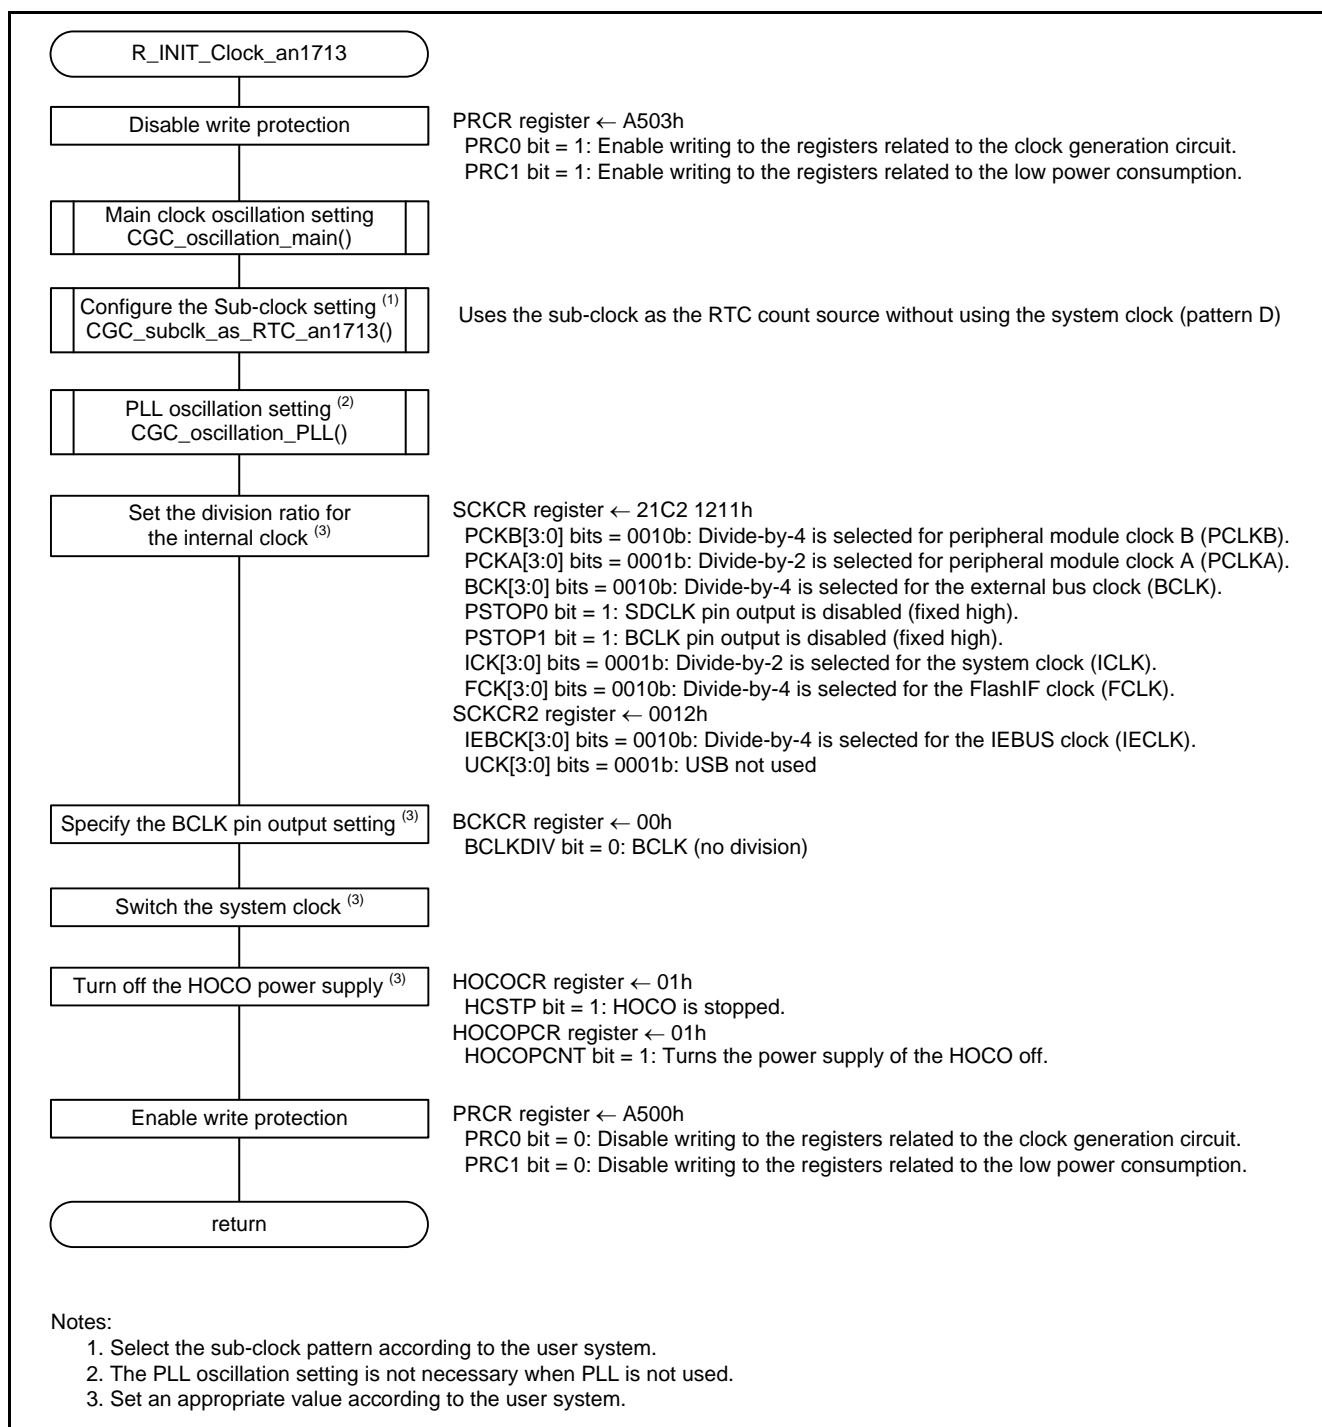 R_INIT_Clock_an1713
Disable write protection
PRCR register ← A503h
PRC0 bit = 1: Enable writing to the registers related to the clock generation circuit.
PRC1 bit = 1: Enable writing to the registers related to the low power consumption.
Main clock oscillation setting
CGC_oscillation_main()
Configure the Sub-clock setting (1)
CGC_subclk_as_RTC_an1713()
Uses the sub-clock as the RTC count source without using the system clock (pattern D)
PLL oscillation setting (2)
CGC_oscillation_PLL()
Set the division ratio for
the internal clock (3)
SCKCR register ← 21C2 1211h
PCKB[3:0] bits = 0010b: Divide-by-4 is selected for peripheral module clock B (PCLKB).
PCKA[3:0] bits = 0001b: Divide-by-2 is selected for peripheral module clock A (PCLKA).
BCK[3:0] bits = 0010b: Divide-by-4 is selected for the external bus clock (BCLK).
PSTOP0 bit = 1: SDCLK pin output is disabled (fixed high).
PSTOP1 bit = 1: BCLK pin output is disabled (fixed high).
ICK[3:0] bits = 0001b: Divide-by-2 is selected for the system clock (ICLK).
FCK[3:0] bits = 0010b: Divide-by-4 is selected for the FlashIF clock (FCLK).
SCKCR2 register ← 0012h
IEBCK[3:0] bits = 0010b: Divide-by-4 is selected for the IEBUS clock (IECLK).
UCK[3:0] bits = 0001b: USB not used
Specify the BCLK pin output setting (3)
BCKCR register ← 00h
BCLKDIV bit = 0: BCLK (no division)
Switch the system clock (3)
Turn off the HOCO power supply (3)
HOCOCR register ← 01h
HCSTP bit = 1: HOCO is stopped.
HOCOPCR register ← 01h
HOCOPCNT bit = 1: Turns the power supply of the HOCO off.
Enable write protection
PRCR register ← A500h
PRC0 bit = 0: Disable writing to the registers related to the clock generation circuit.
PRC1 bit = 0: Disable writing to the registers related to the low power consumption.
return
Notes:
1. Select the sub-clock pattern according to the user system.
2. The PLL oscillation setting is not necessary when PLL is not used.
3. Set an appropriate value according to the user system.